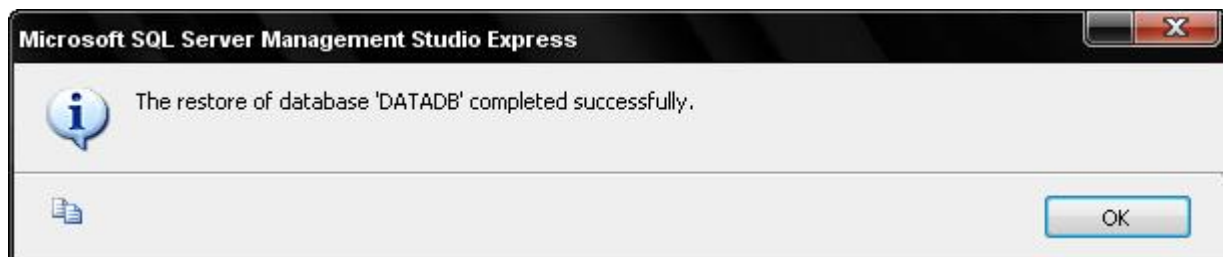 Microsoft SQL Server Management Studio Express
The restore of database 'DATADB' completed successfully.
OK